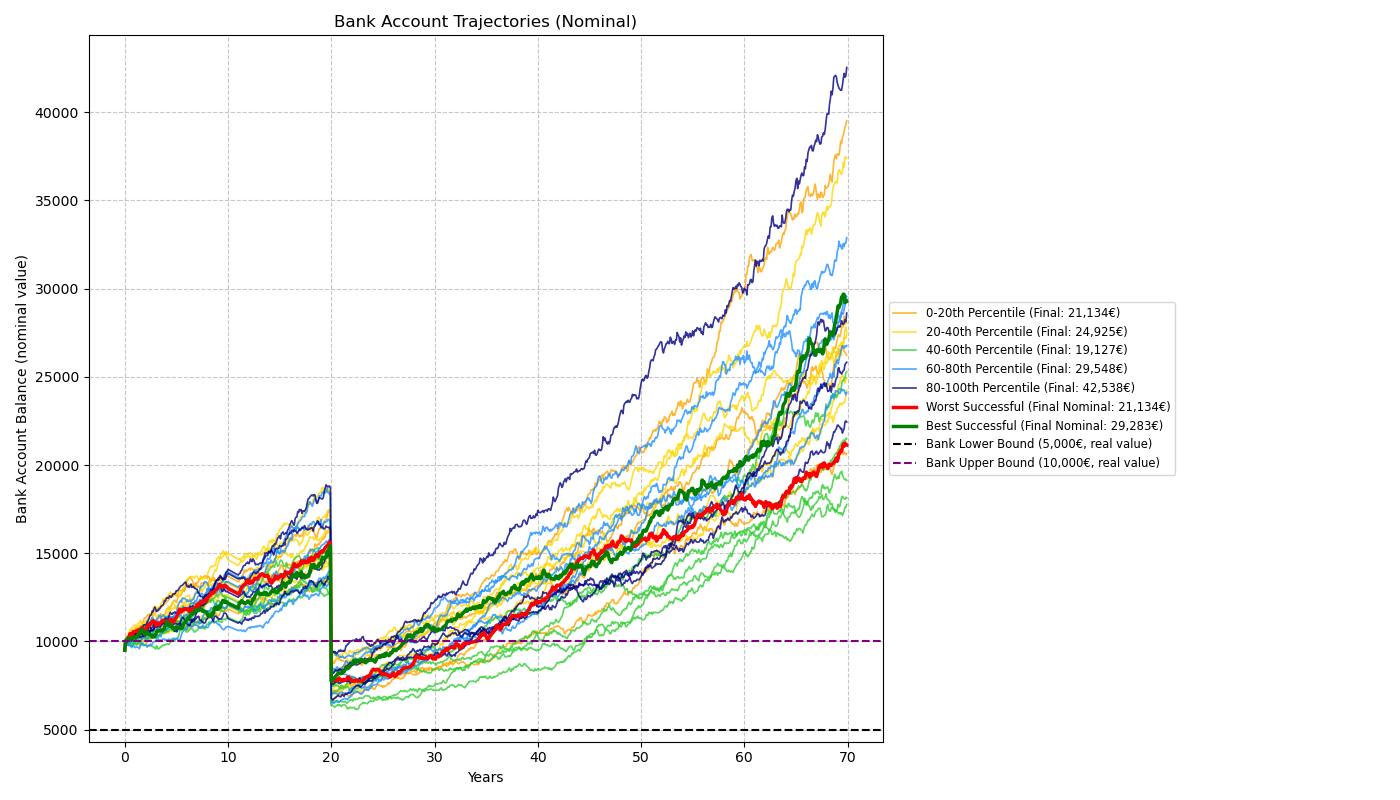 Bank Account Trajectories (Nominal)
Bank Account Balance (nominal value)
40000
35000
30000
25000
20000
15000
10000
5000
0 10 20 30 40 50 60 70
Years
0-20th Percentile (Final: 21,134€)
20-40th Percentile (Final: 24,925€)
40-60th Percentile (Final: 19,127€)
60-80th Percentile (Final: 29,548€)
80-100th Percentile (Final: 42,538€)
Worst Successful (Final Nominal: 21,134€)
Best Successful (Final Nominal: 29,283€)
Bank Lower Bound (5,000€, real value)
Bank Upper Bound (10,000€, real value)